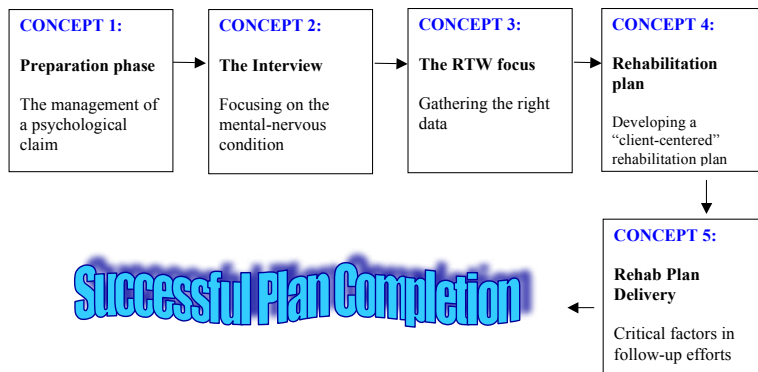 CONCEPT 1:
Preparation phase
The management of
a psychological
claim
CONCEPT 2:
The Interview
Focusing on the
mental-nervous
condition
CONCEPT 3:
The RTW focus
Gathering the right
data
CONCEPT 4:
Rehabilitation
plan
Developing a
“client-centered”
rehabilitation plan
CONCEPT 5:
Rehab Plan
Delivery
Critical factors in
follow-up efforts
Successful Plan Completion